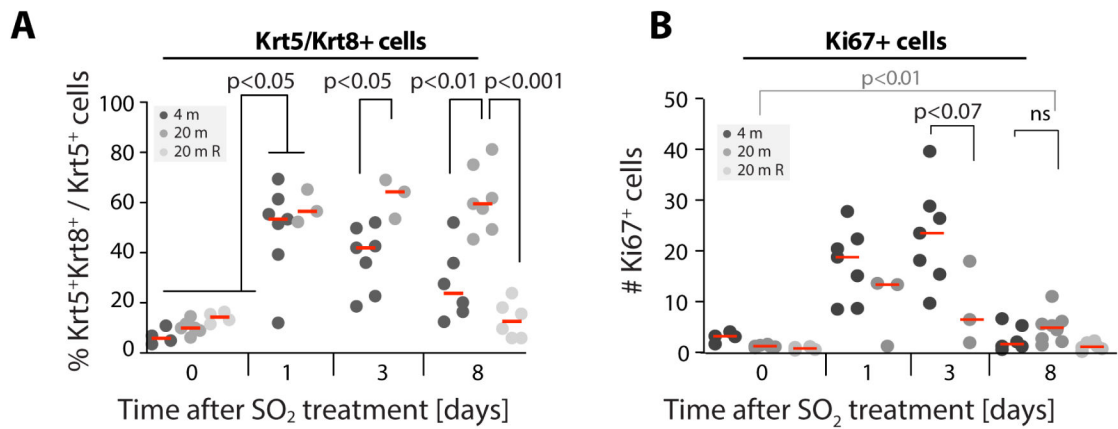 A
Krt5/Krt8+ cells
p<0.05
p<0.05
p<0.01
p<0.001
% Krt5⁺Krt8⁺ / Krt5⁺ cells
100
80
60
40
20
0
4 m
20 m
20 m R
0
1
3
8
Time after SO₂ treatment [days]
B
Ki67+ cells
p<0.01
p<0.07
ns
# Ki67⁺ cells
50
40
30
20
10
0
4 m
20 m
20 m R
0
1
3
8
Time after SO₂ treatment [days]